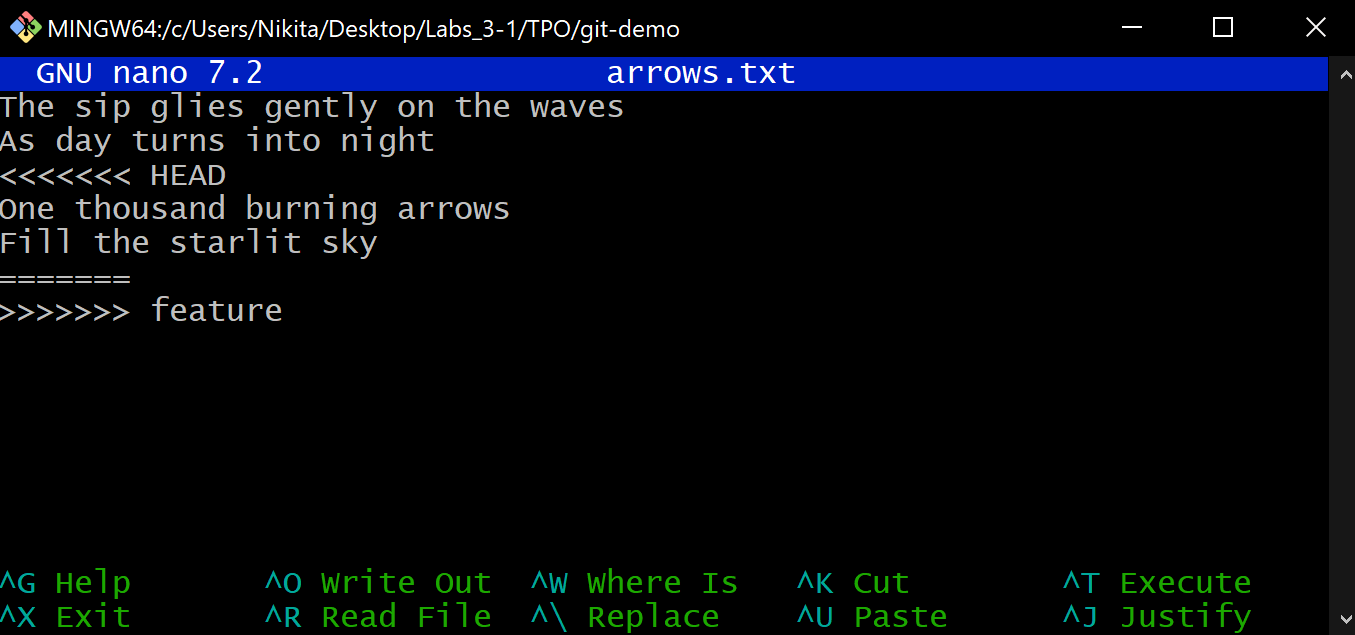 MINGW64:/c/Users/Nikita/Desktop/Labs_3-1/TPO/git-demo
GNU nano 7.2 arrows.txt
The sip glies gently on the waves
As day turns into night
<<<<<<< HEAD
One thousand burning arrows
Fill the starlit sky
=======
>>>>>>> feature
^G Help ^O Write Out ^W Where Is ^K Cut ^T Execute
^X Exit ^R Read File ^\ Replace ^U Paste ^J Justify